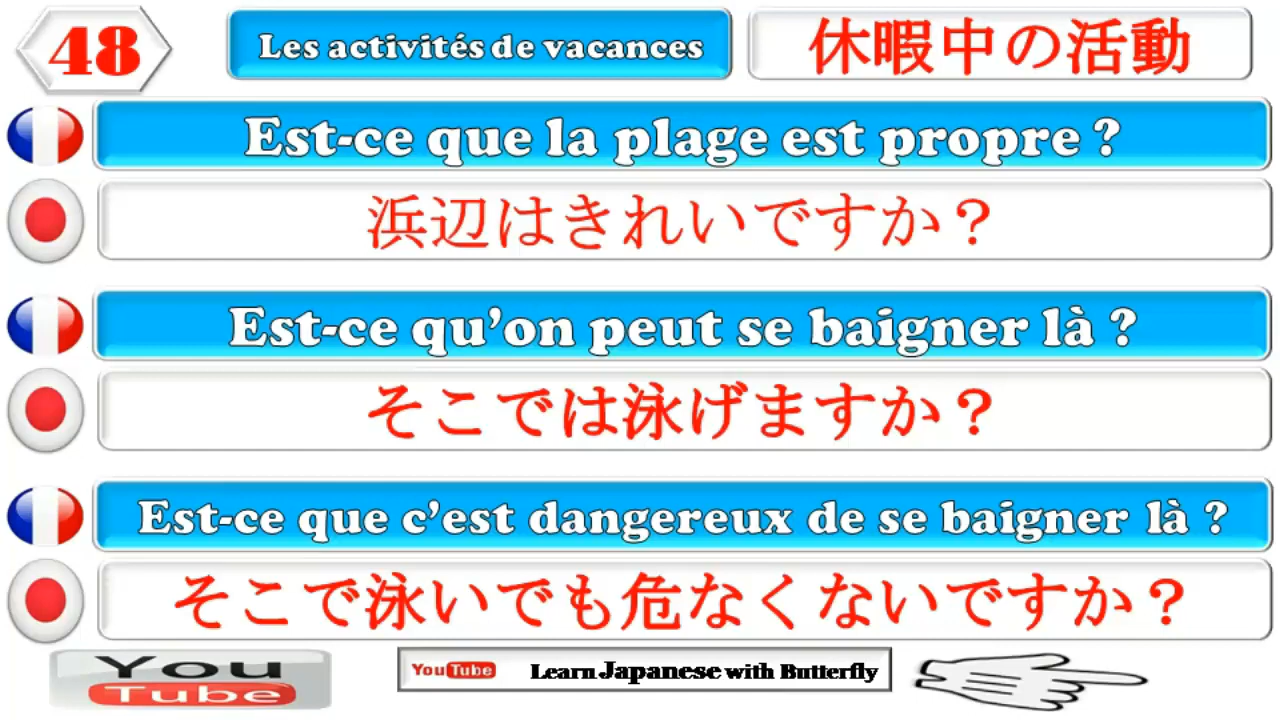 48
Les activités de vacances
休暇中の活動
Est-ce que la plage est propre ?
浜辺はきれいですか？
Est-ce qu’on peut se baigner là ?
そこでは泳げますか？
Est-ce que c’est dangereux de se baigner là ?
そこで泳いでも危なくないですか？
You
Tube
YouTube Learn Japanese with Butterfly